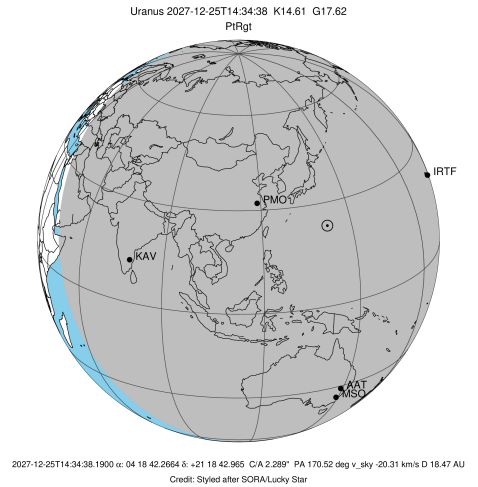 Uranus 2027-12-25T14:34:38 K14.61 G17.62
PtRgt
IRTF
PMO
KAV
AAT
MSO
2027-12-25T14:34:38.1900 α: 04 18 42.2664 δ: +21 18 42.965 C/A 2.289" PA 170.52 deg v_sky -20.31 km/s D 18.47 AU
Credit: Styled after SORA/Lucky Star